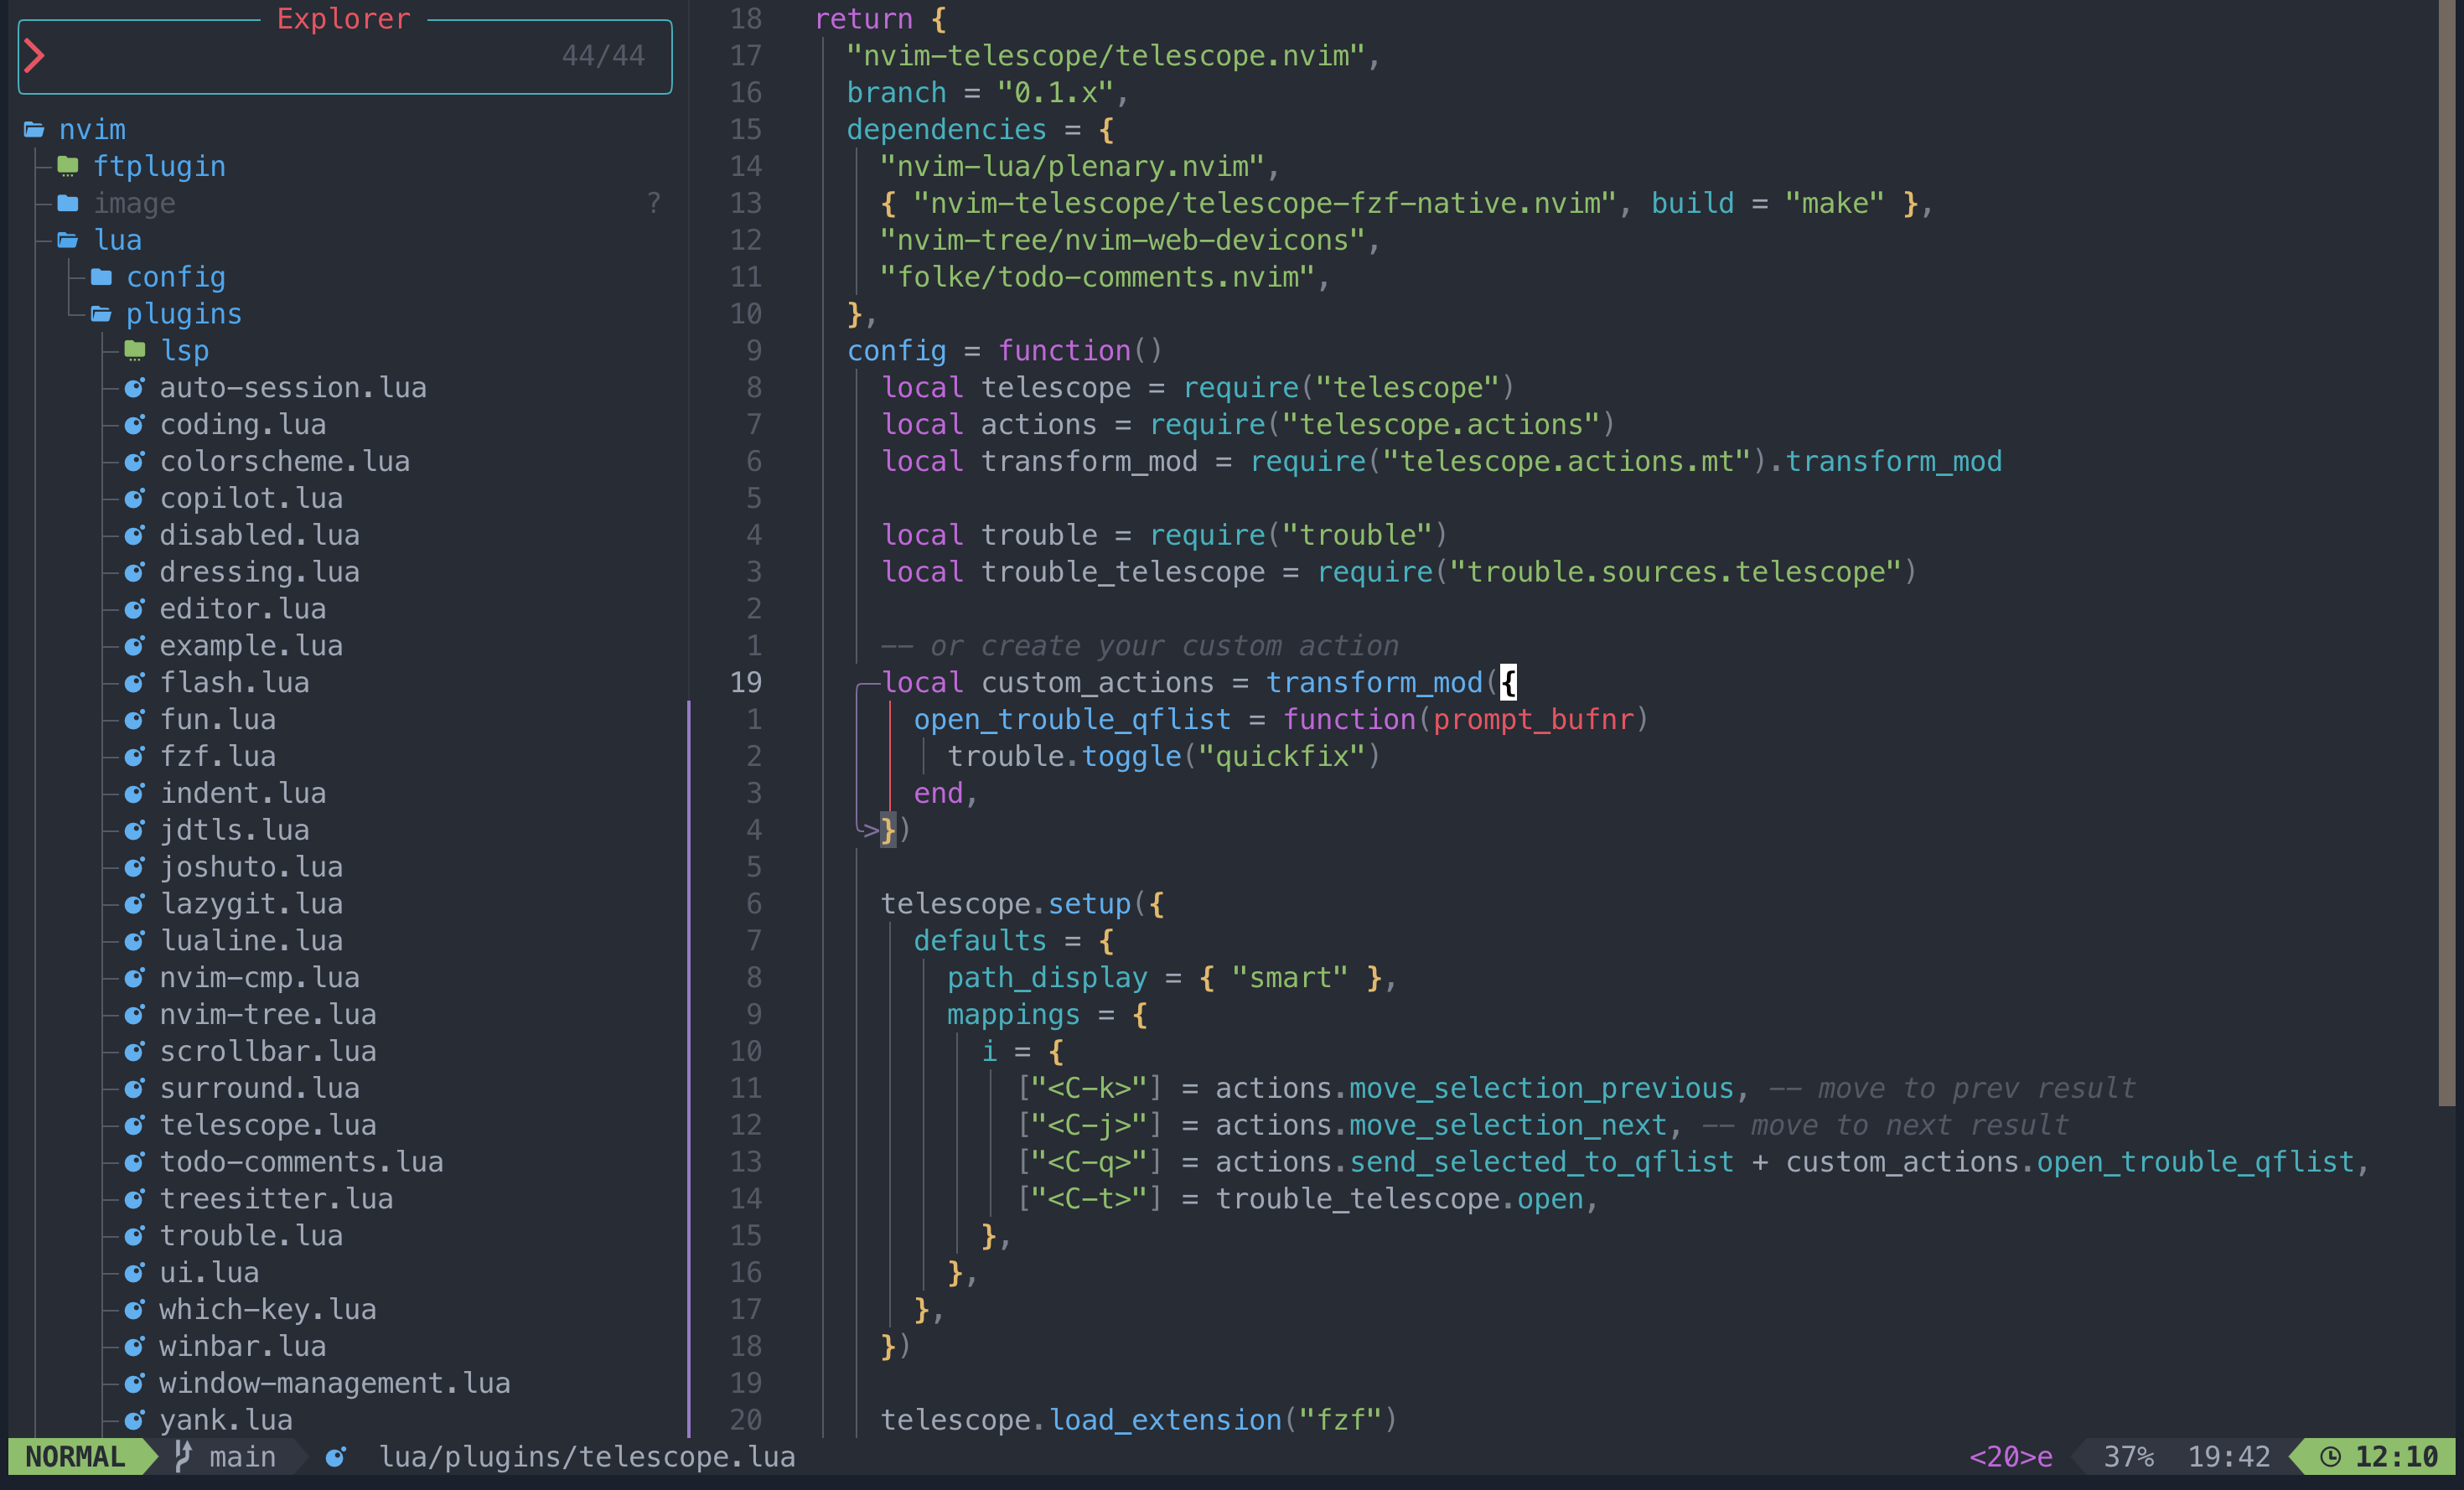 Explorer
44/44
nvim
ftplugin
image ?
lua
config
plugins
lsp
auto-session.lua
coding.lua
colorscheme.lua
copilot.lua
disabled.lua
dressing.lua
editor.lua
example.lua
flash.lua
fun.lua
fzf.lua
indent.lua
jdtls.lua
joshuto.lua
lazygit.lua
lualine.lua
nvim-cmp.lua
nvim-tree.lua
scrollbar.lua
surround.lua
telescope.lua
todo-comments.lua
treesitter.lua
trouble.lua
ui.lua
which-key.lua
winbar.lua
window-management.lua
yank.lua
18 return {
17 "nvim-telescope/telescope.nvim",
16 branch = "0.1.x",
15 dependencies = {
14 "nvim-lua/plenary.nvim",
13 { "nvim-telescope/telescope-fzf-native.nvim", build = "make" },
12 "nvim-tree/nvim-web-devicons",
11 "folke/todo-comments.nvim",
10 },
9 config = function()
8 local telescope = require("telescope")
7 local actions = require("telescope.actions")
6 local transform_mod = require("telescope.actions.mt").transform_mod
5
4 local trouble = require("trouble")
3 local trouble_telescope = require("trouble.sources.telescope")
2
1 -- or create your custom action
19 local custom_actions = transform_mod({
1 open_trouble_qflist = function(prompt_bufnr)
2 trouble.toggle("quickfix")
3 end,
4 >})
5
6 telescope.setup({
7 defaults = {
8 path_display = { "smart" },
9 mappings = {
10 i = {
11 ["<C-k>"] = actions.move_selection_previous, -- move to prev result
12 ["<C-j>"] = actions.move_selection_next, -- move to next result
13 ["<C-q>"] = actions.send_selected_to_qflist + custom_actions.open_trouble_qflist,
14 ["<C-t>"] = trouble_telescope.open,
15 },
16 },
17 },
18 })
19
20 telescope.load_extension("fzf")
NORMAL main lua/plugins/telescope.lua <20>e 37% 19:42 12:10